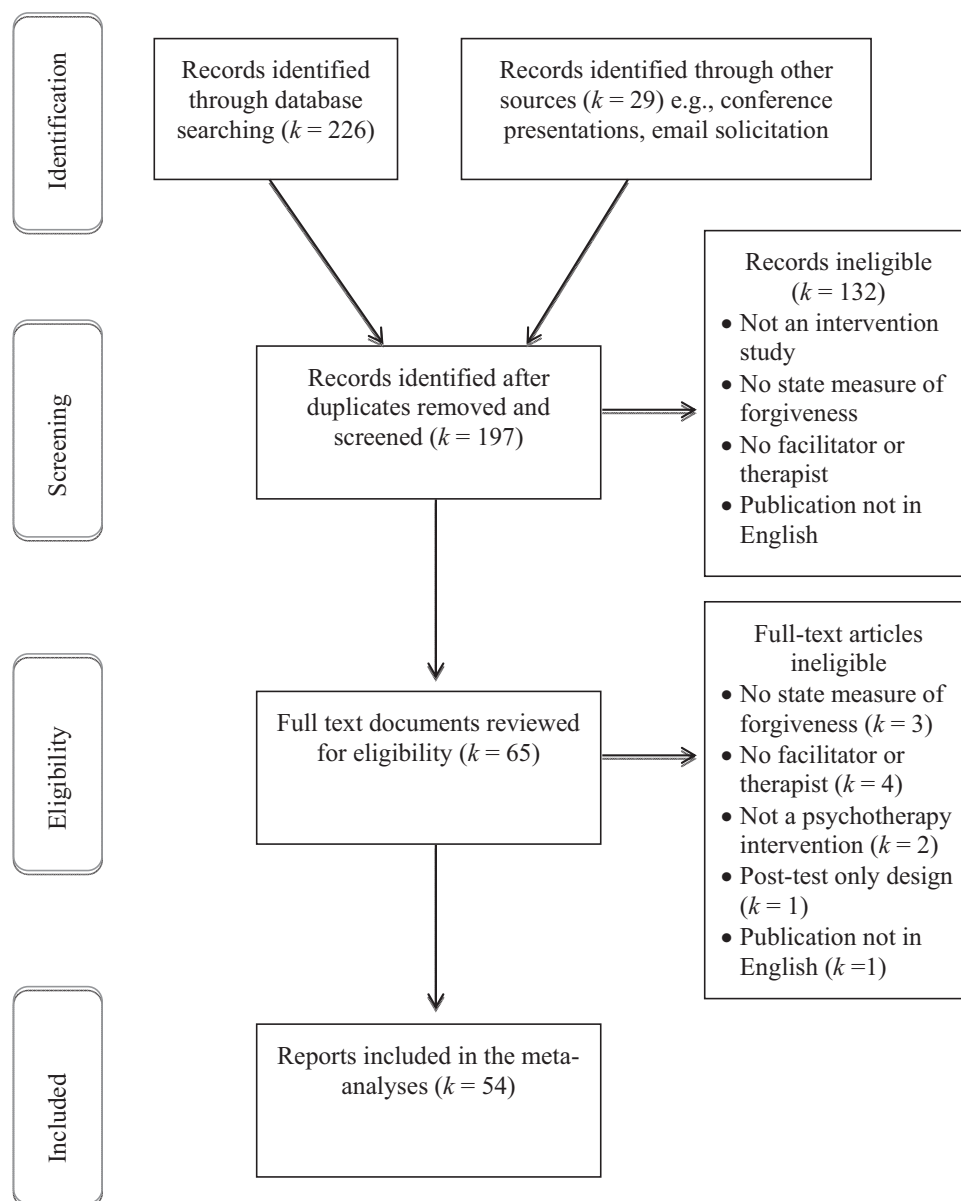 Identification
Records identified
through database
searching (k = 226)
Records identified through other
sources (k = 29) e.g., conference
presentations, email solicitation
Screening
Records identified after
duplicates removed and
screened (k = 197)
Records ineligible
(k = 132)
• Not an intervention
study
• No state measure of
forgiveness
• No facilitator or
therapist
• Publication not in
English
Eligibility
Full text documents reviewed
for eligibility (k = 65)
Full-text articles
ineligible
• No state measure of
forgiveness (k = 3)
• No facilitator or
therapist (k = 4)
• Not a psychotherapy
intervention (k = 2)
• Post-test only design
(k = 1)
• Publication not in
English (k =1)
Included
Reports included in the meta-
analyses (k = 54)